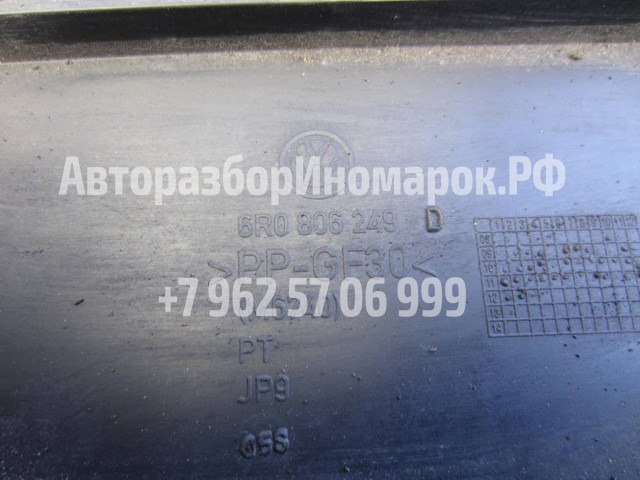 АвторазборИномарок.РФ
6R0 806 249 D
>PP-GF30<
+7 962 57 06 999
PT
JP9